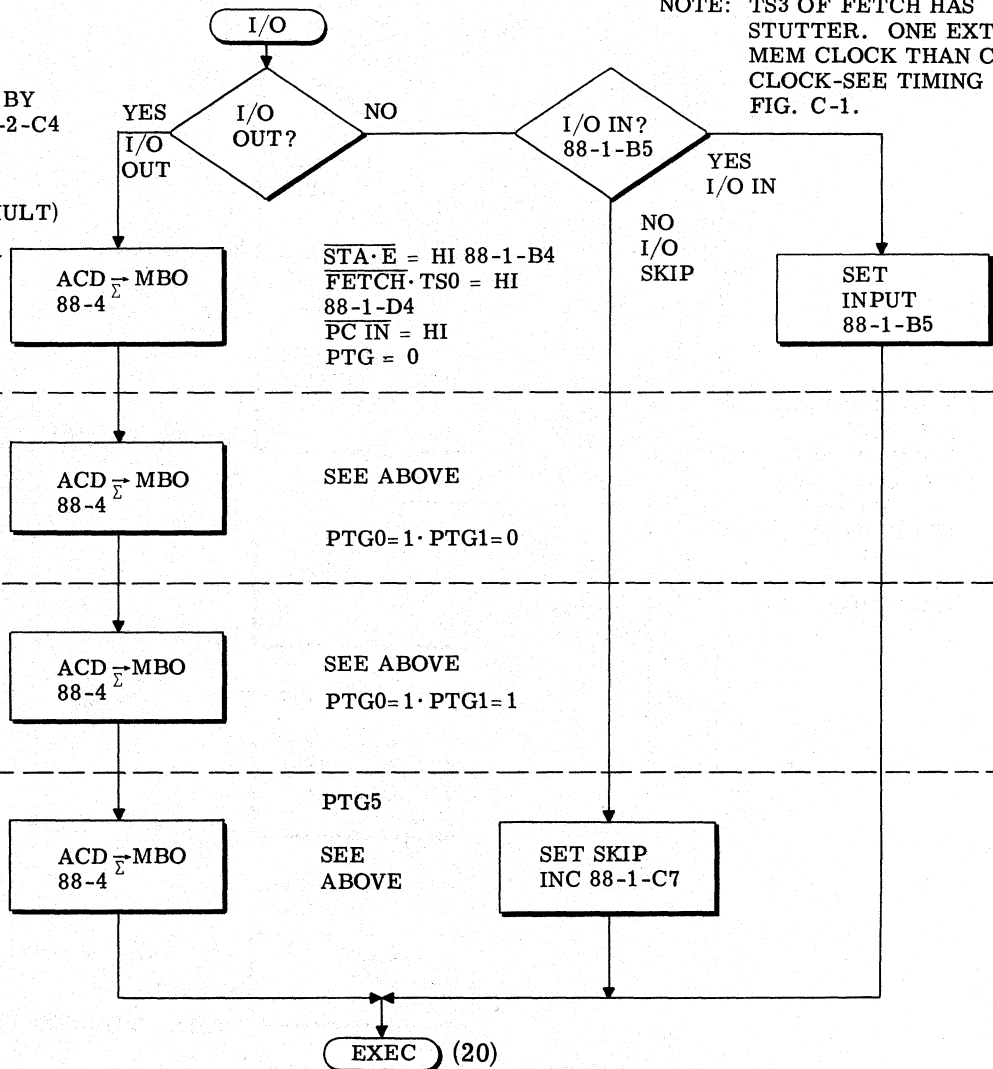 I/O
NOTE: TS3 OF FETCH HAS
STUTTER. ONE EXT
MEM CLOCK THAN C
CLOCK-SEE TIMING
FIG. C-1.
BY
-2-C4
YES
I/O
OUT
I/O
OUT?
NO
I/O IN?
88-1-B5
YES
I/O IN
NO
I/O
SKIP
ULT)
ACD →Σ MBO
88-4
S̅T̅A̅·̅E̅ = HI 88-1-B4
F̅E̅T̅C̅H̅·TS0 = HI
88-1-D4
P̅C̅ I̅N̅ = HI
PTG = 0
SET
INPUT
88-1-B5
ACD →Σ MBO
88-4
SEE ABOVE
PTG0=1·PTG1=0
ACD →Σ MBO
88-4
SEE ABOVE
PTG0=1·PTG1=1
PTG5
ACD →Σ MBO
88-4
SEE
ABOVE
SET SKIP
INC 88-1-C7
EXEC (20)